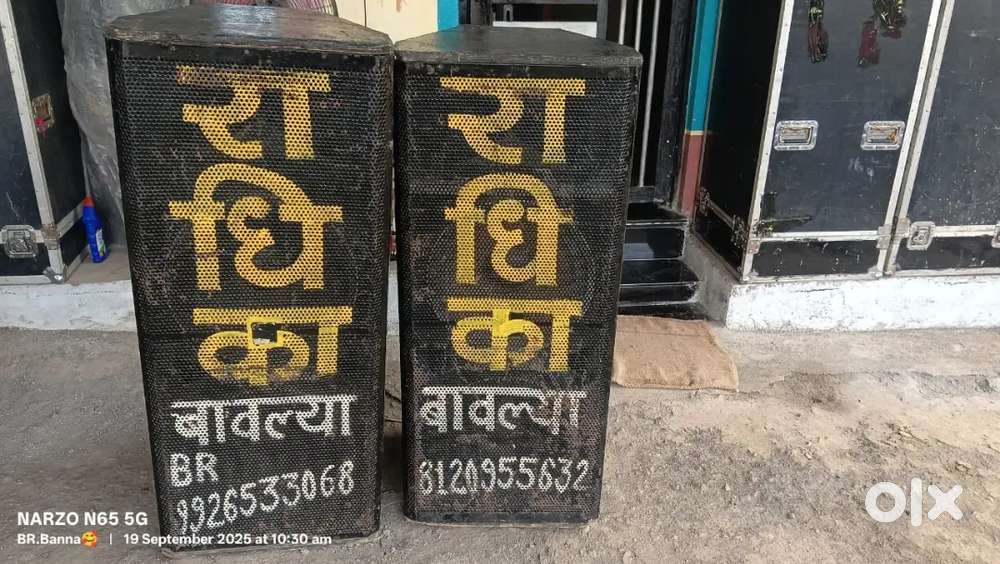 रा
धि
का
बावल्या
BR
9926533068
रा
धि
का
बावल्या
8120955632
NARZO N65 5G
BR.Banna🥰 | 19 September 2025 at 10:30 am
olx